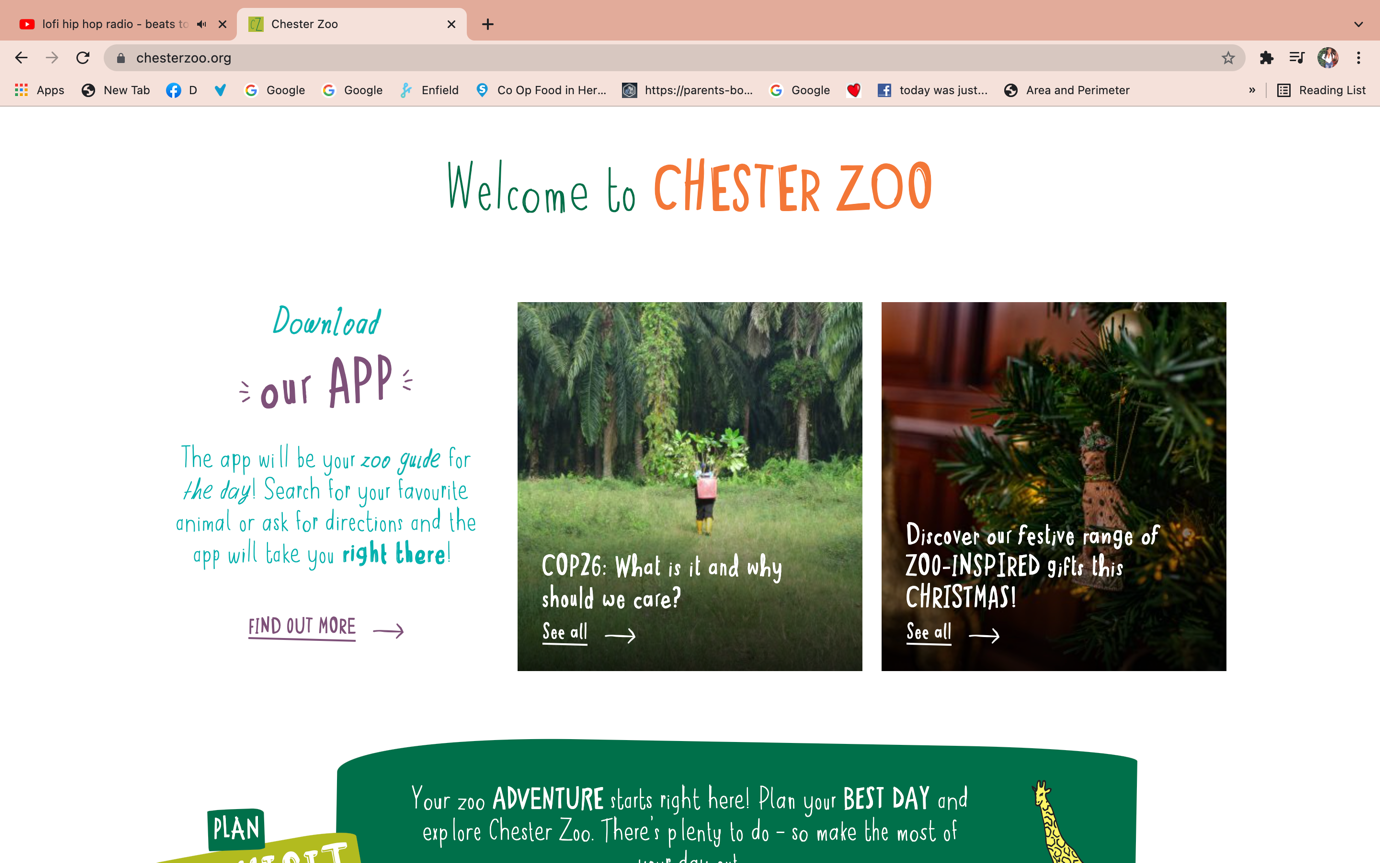 lofi hip hop radio - beats to
Chester Zoo
chesterzoo.org
Apps New Tab D Google Google Enfield Co Op Food in Her... https://parents-bo... Google today was just... Area and Perimeter » Reading List
Welcome to CHESTER ZOO
Download
our APP
The app will be your zoo guide for
the day! Search for your favourite
animal or ask for directions and the
app will take you right there!
FIND OUT MORE
COP26: What is it and why
should we care?
See all
Discover our festive range of
ZOO-INSPIRED gifts this
CHRISTMAS!
See all
PLAN
Your zoo ADVENTURE starts right here! Plan your BEST DAY and
explore Chester Zoo. There's plenty to do – so make the most of
your day out